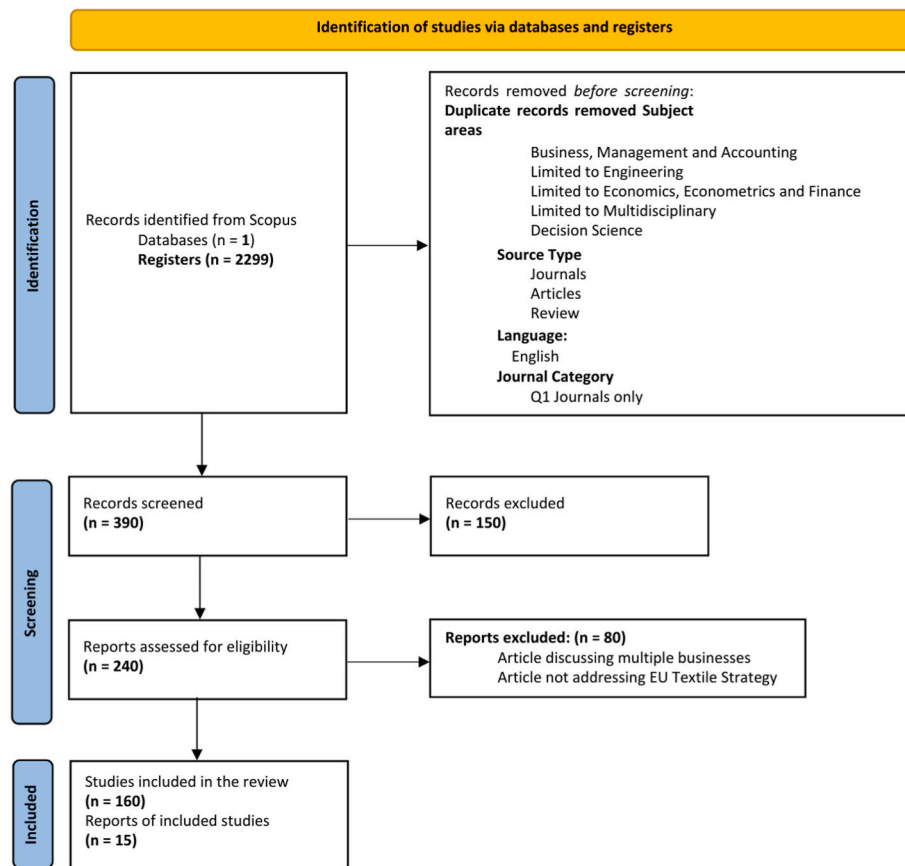 Identification of studies via databases and registers
Identification
Records identified from Scopus
Databases (n = 1)
Registers (n = 2299)
Records removed before screening:
Duplicate records removed Subject
areas
Business, Management and Accounting
Limited to Engineering
Limited to Economics, Econometrics and Finance
Limited to Multidisciplinary
Decision Science
Source Type
Journals
Articles
Review
Language:
English
Journal Category
Q1 Journals only
Screening
Records screened
(n = 390)
Records excluded
(n = 150)
Reports assessed for eligibility
(n = 240)
Reports excluded: (n = 80)
Article discussing multiple businesses
Article not addressing EU Textile Strategy
Included
Studies included in the review
(n = 160)
Reports of included studies
(n = 15)